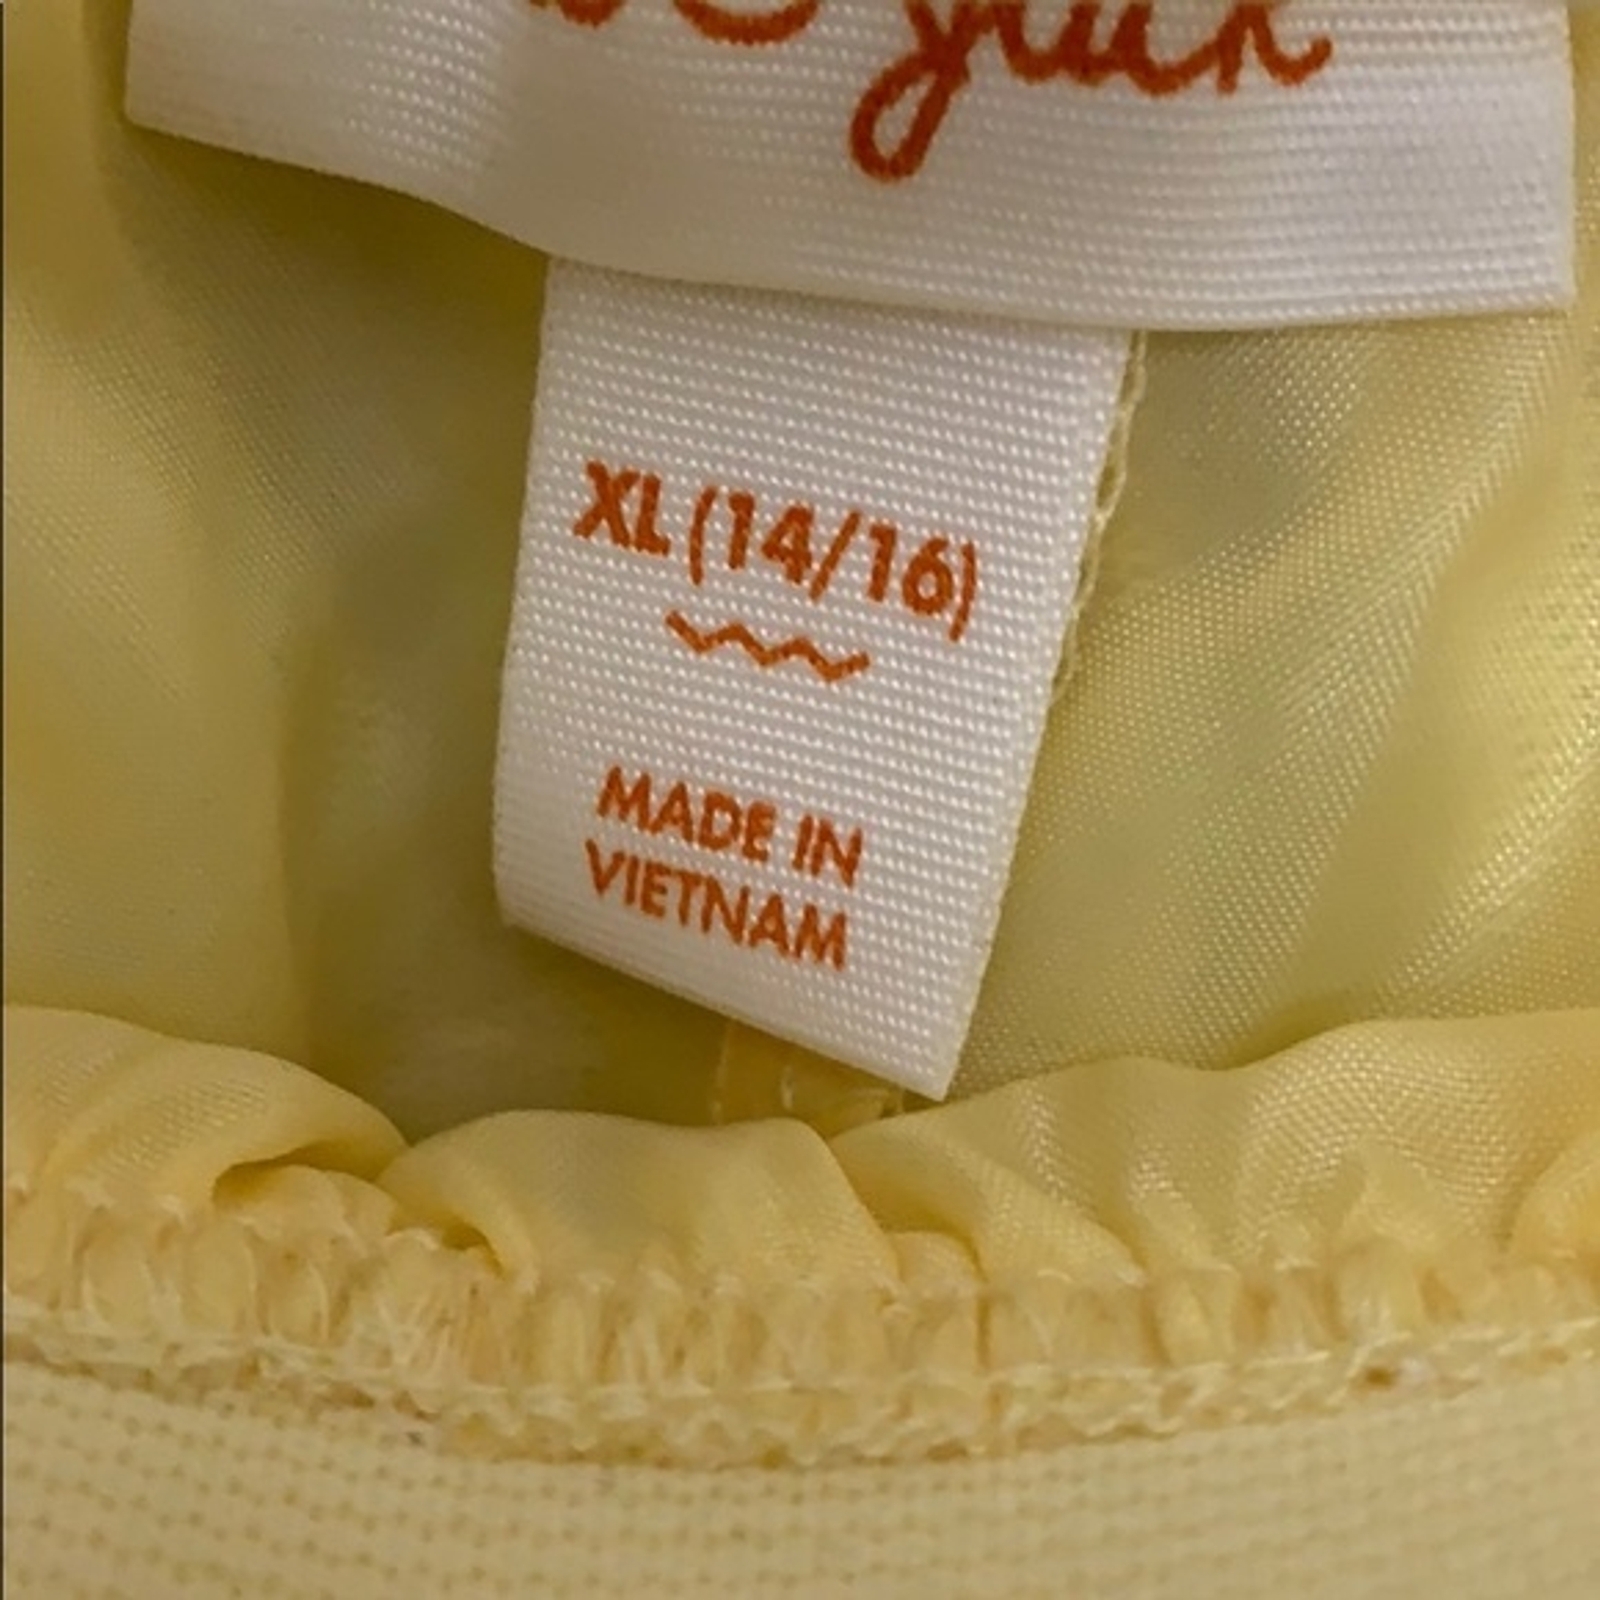 XL (14/16)
MADE IN
VIETNAM